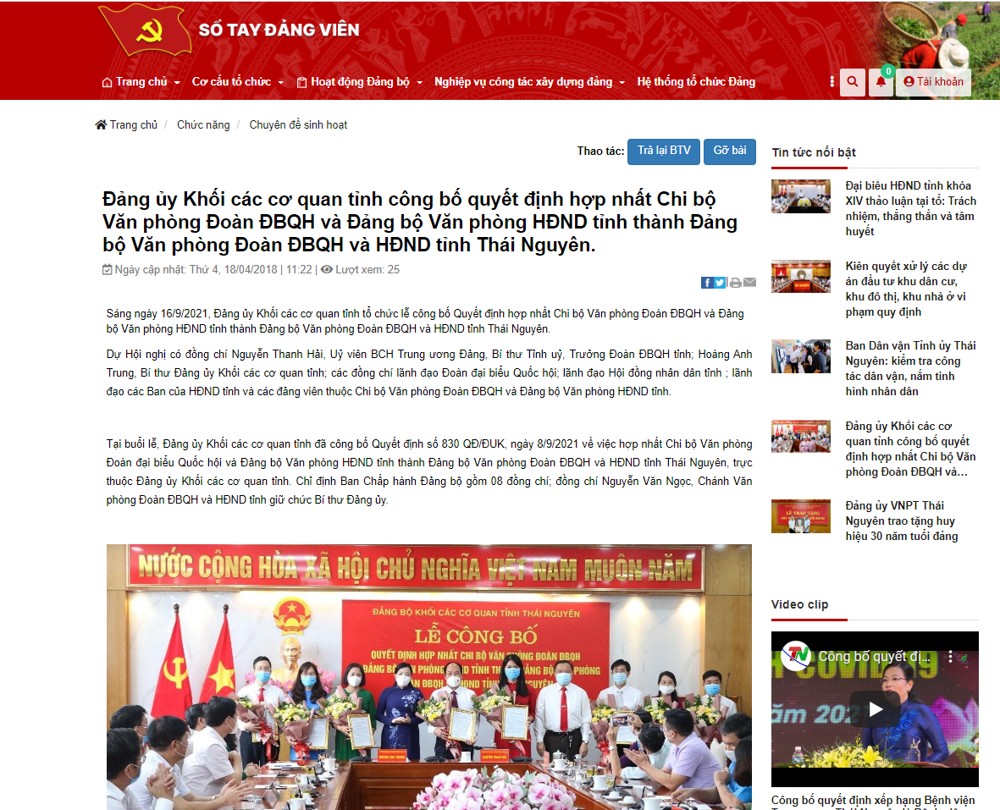 SỔ TAY ĐẢNG VIÊN
Trang chủ
Cơ cấu tổ chức
Hoạt động Đảng bộ
Nghiệp vụ công tác xây dựng đảng
Hệ thống tổ chức Đảng
0
Tài khoản
Trang chủ / Chức năng / Chuyên đề sinh hoạt
Thao tác: Trả lại BTV Gỡ bài
Đảng ủy Khối các cơ quan tỉnh công bố quyết định hợp nhất Chi bộ
Văn phòng Đoàn ĐBQH và Đảng bộ Văn phòng HĐND tỉnh thành Đảng
bộ Văn phòng Đoàn ĐBQH và HĐND tỉnh Thái Nguyên.
Ngày cập nhật: Thứ 4, 18/04/2018 | 11:22 | Lượt xem: 25
Sáng ngày 16/9/2021, Đảng ủy Khối các cơ quan tỉnh tổ chức lễ công bố Quyết định hợp nhất Chi bộ Văn phòng Đoàn ĐBQH và Đảng
bộ Văn phòng HĐND tỉnh thành Đảng bộ Văn phòng Đoàn ĐBQH và HĐND tỉnh Thái Nguyên.
Dự Hội nghị có đồng chí Nguyễn Thanh Hải, Uỷ viên BCH Trung ương Đảng, Bí thư Tỉnh uỷ, Trưởng Đoàn ĐBQH tỉnh; Hoàng Anh
Trung, Bí thư Đảng ủy Khối các cơ quan tỉnh; các đồng chí lãnh đạo Đoàn đại biểu Quốc hội; lãnh đạo Hội đồng nhân dân tỉnh ; lãnh
đạo các Ban của HĐND tỉnh và các đảng viên thuộc Chi bộ Văn phòng Đoàn ĐBQH và Đảng bộ Văn phòng HĐND tỉnh.
Tại buổi lễ, Đảng ủy Khối các cơ quan tỉnh đã công bố Quyết định số 830 QĐ/ĐUK, ngày 8/9/2021 về việc hợp nhất Chi bộ Văn phòng
Đoàn đại biểu Quốc hội và Đảng bộ Văn phòng HĐND tỉnh thành Đảng bộ Văn phòng Đoàn ĐBQH và HĐND tỉnh Thái Nguyên, trực
thuộc Đảng ủy Khối các cơ quan tỉnh. Chỉ định Ban Chấp hành Đảng bộ gồm 08 đồng chí; đồng chí Nguyễn Văn Ngọc, Chánh Văn
phòng Đoàn ĐBQH và HĐND tỉnh giữ chức Bí thư Đảng ủy.
NƯỚC CỘNG HÒA XÃ HỘI CHỦ NGHĨA VIỆT NAM MUÔN NĂM
ĐẢNG BỘ KHỐI CÁC CƠ QUAN TỈNH THÁI NGUYÊN
LỄ CÔNG BỐ
QUYẾT ĐỊNH HỢP NHẤT CHI BỘ VĂN PHÒNG ĐOÀN ĐBQH
Tin tức nổi bật
Đại biểu HĐND tỉnh khóa
XIV thảo luận tại tổ: Trách
nhiệm, thẳng thắn và tâm
huyết
Kiên quyết xử lý các dự
án đầu tư khu dân cư,
khu đô thị, khu nhà ở vi
phạm quy định
Ban Dân vận Tỉnh ủy Thái
Nguyên: kiểm tra công
tác dân vận, nắm tình
hình nhân dân
Đảng ủy Khối các cơ
quan tỉnh công bố quyết
định hợp nhất Chi bộ Văn
phòng Đoàn ĐBQH và…
Đảng ủy VNPT Thái
Nguyên trao tặng huy
hiệu 30 năm tuổi đảng
Video clip
Công bố quyết đị...
Công bố quyết định xếp hạng Bệnh viện